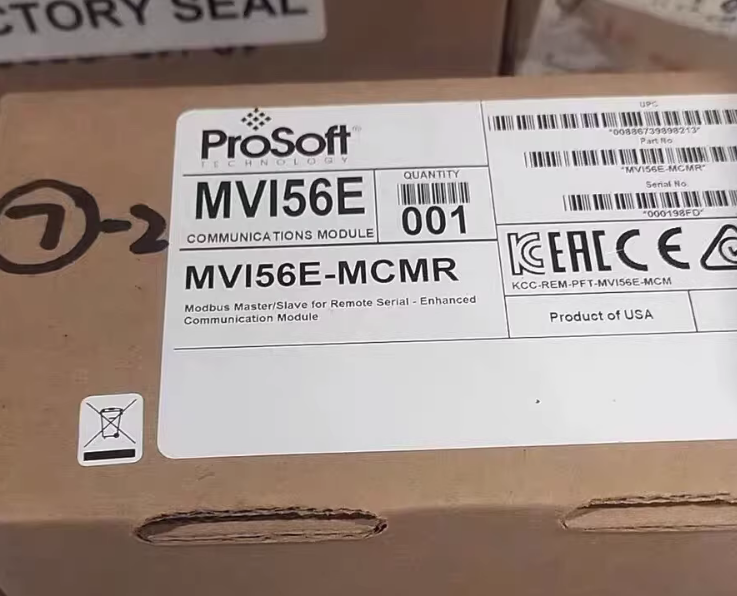 CTORY SEAL
ProSoft
TECHNOLOGY
MVI56E
COMMUNICATIONS MODULE
QUANTITY
001
UPC
*00886739898213*
Part No.
*MVI56E-MCMR*
Serial No.
*000198FD*
MVI56E-MCMR
Modbus Master/Slave for Remote Serial - Enhanced
Communication Module
EAC CE
KCC-REM-PFT-MVI56E-MCM
Product of USA
7-2